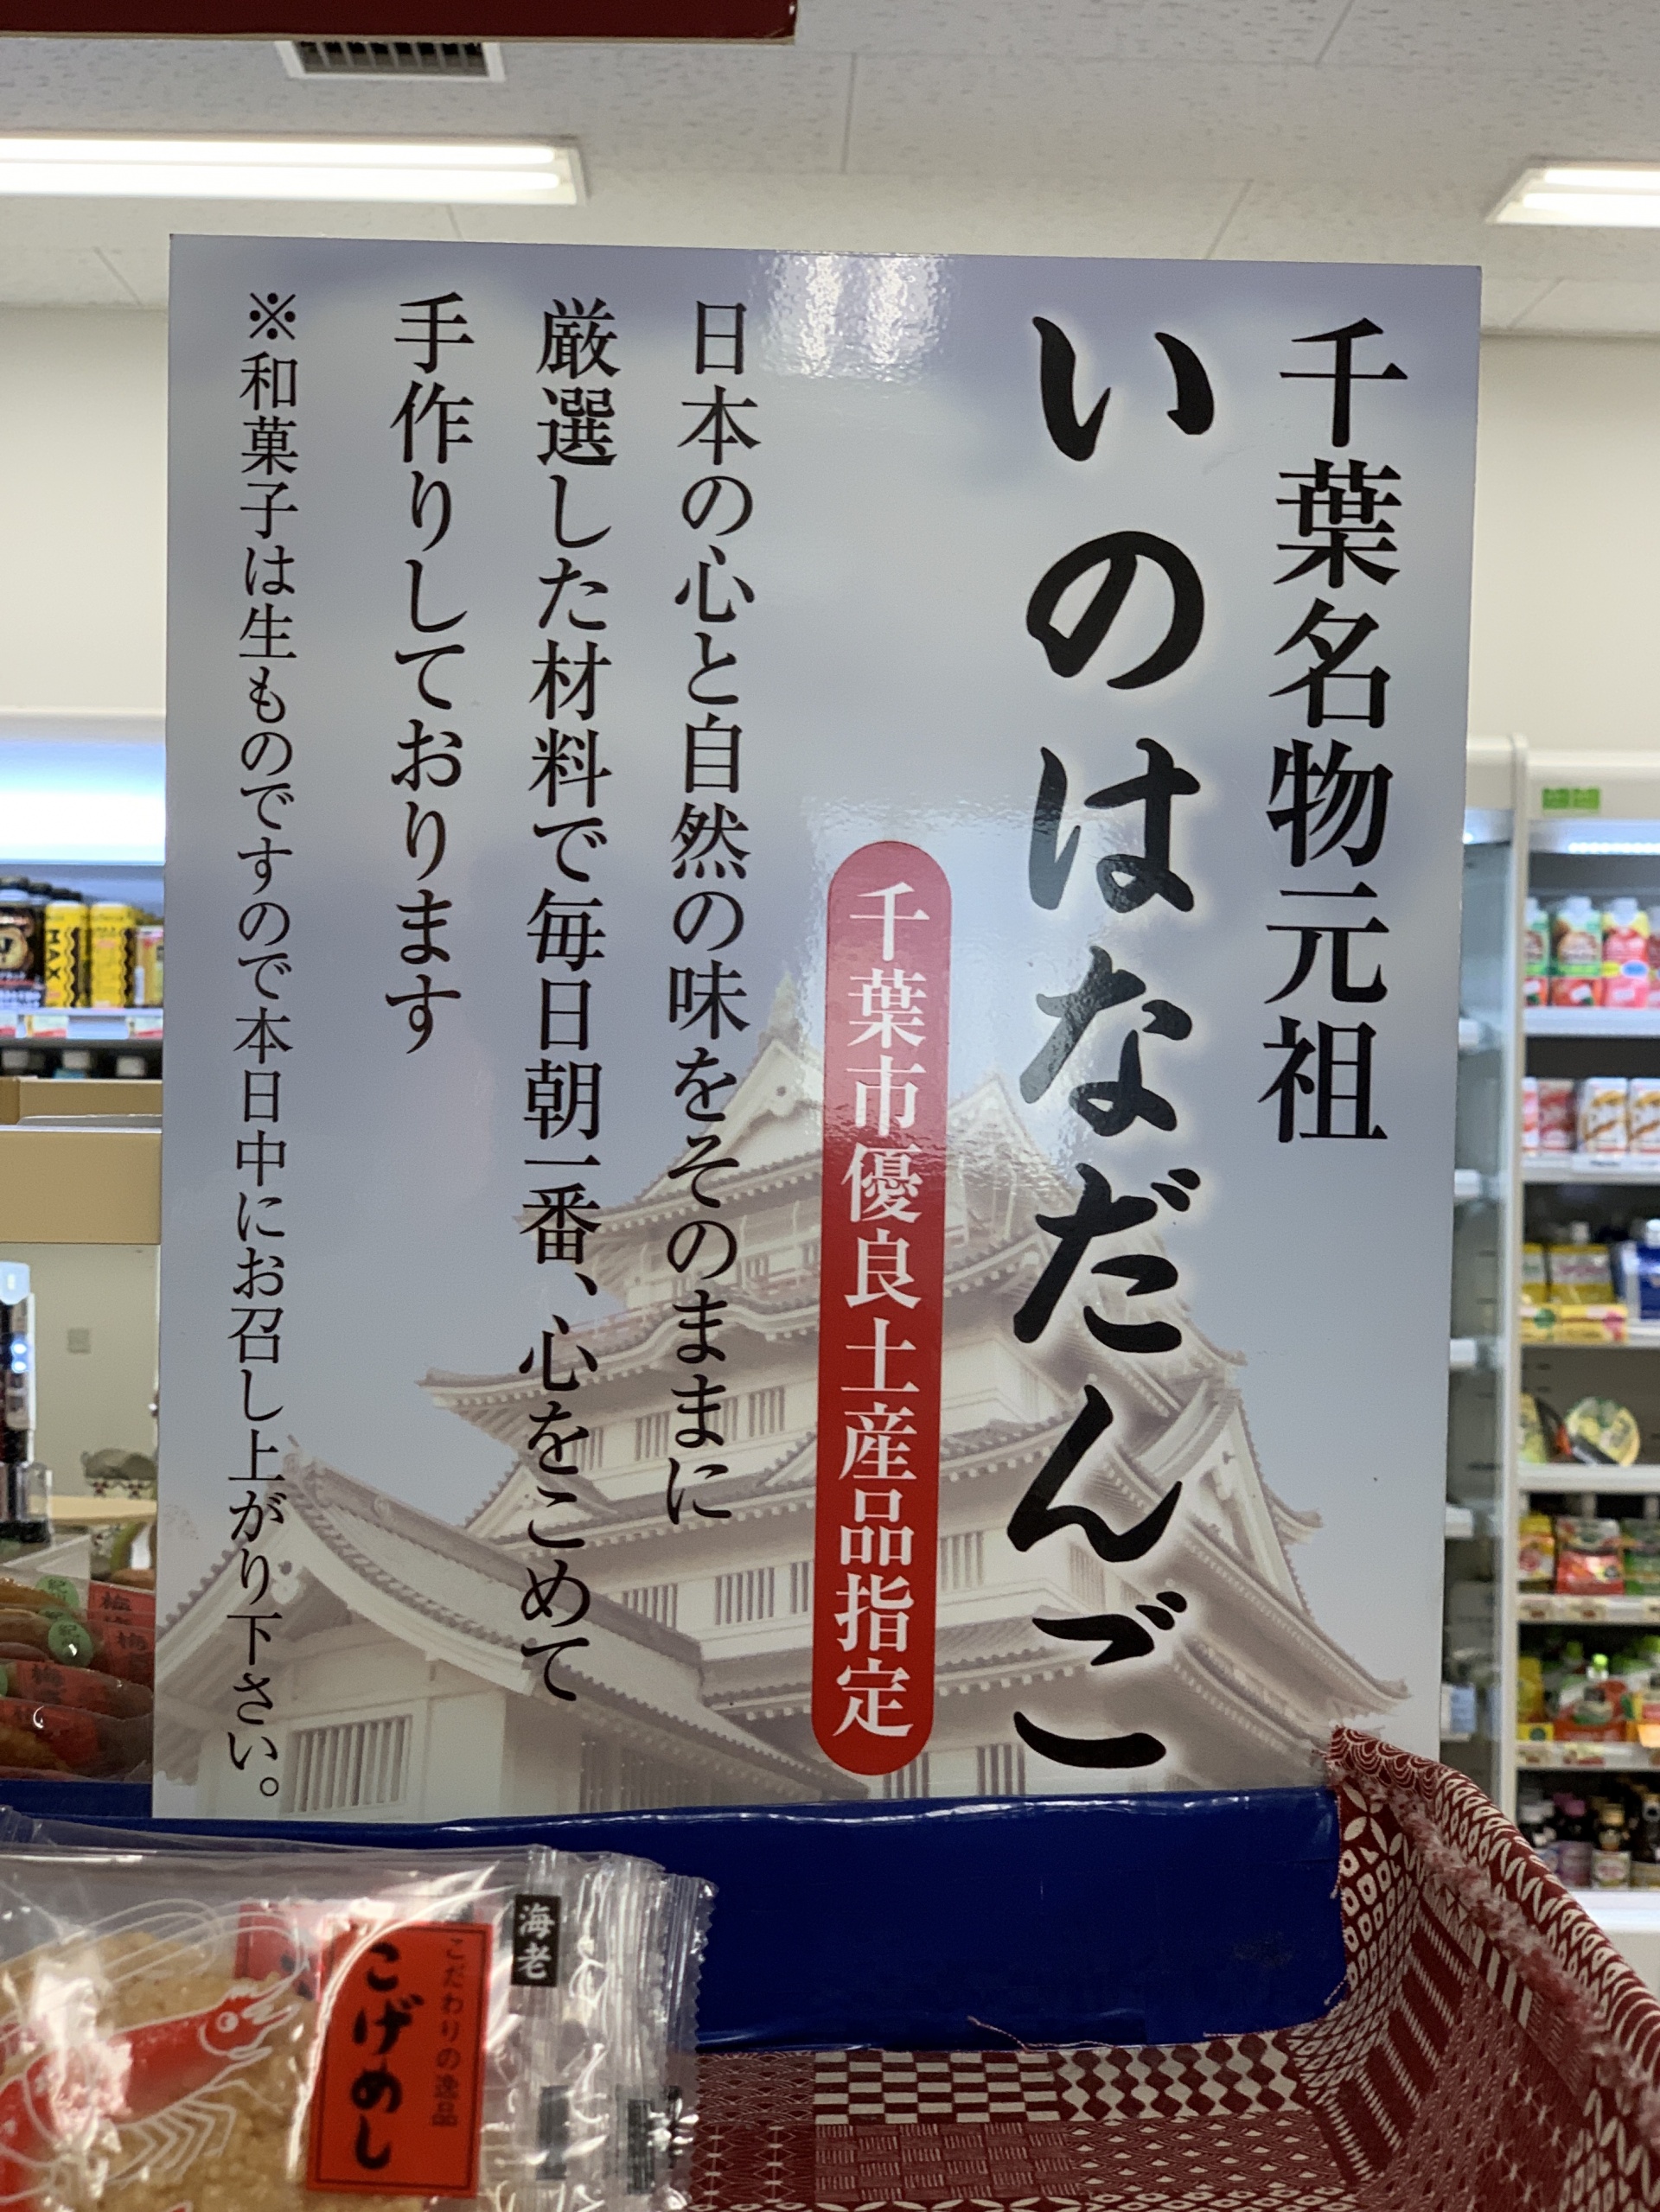 千葉名物元祖
いのはなだんご
千葉市優良土産品指定
日本の心と自然の味をそのままに
厳選した材料で毎日朝一番、心をこめて
手作りしております
※和菓子は生ものですので本日中にお召し上がり下さい。
海老
こだわりの逸品
こげめし
MAX
紀
梅
紀
梅